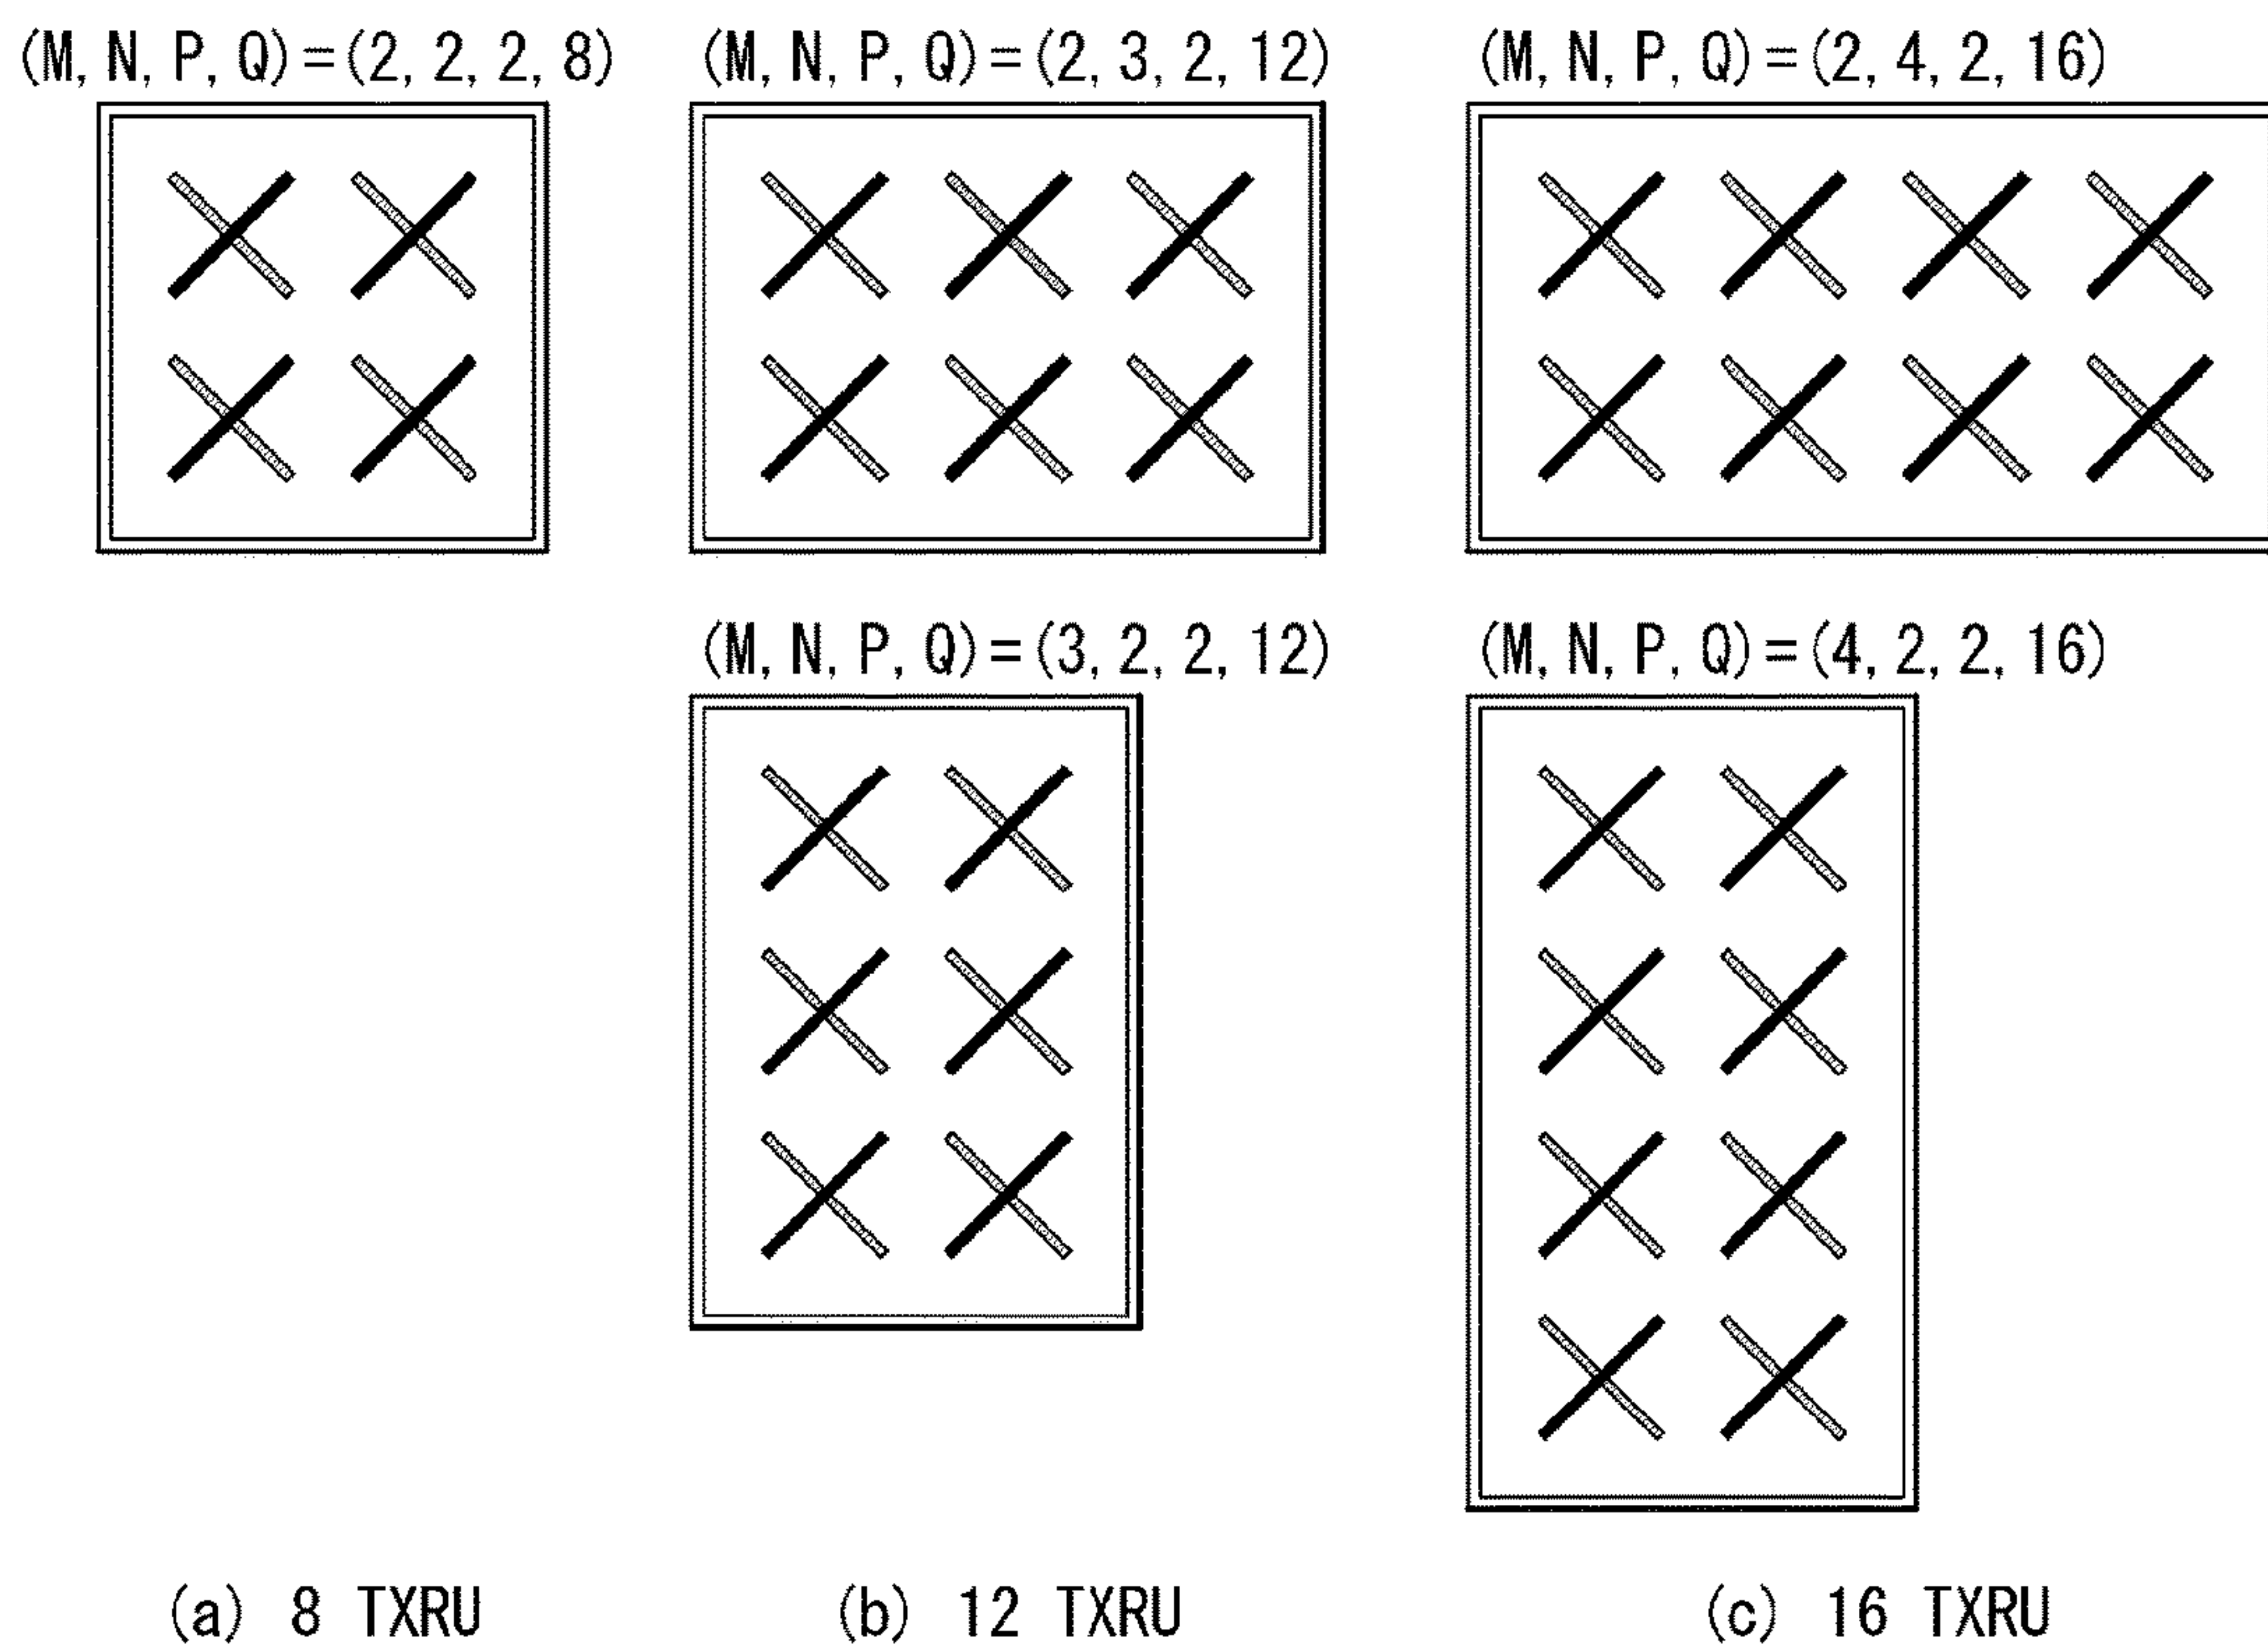 (M, N, P, Q)=(2, 2, 2, 8)
(M, N, P, Q)=(2, 3, 2, 12)
(M, N, P, Q)=(2, 4, 2, 16)
(M, N, P, Q)=(3, 2, 2, 12)
(M, N, P, Q)=(4, 2, 2, 16)
(a) 8 TXRU
(b) 12 TXRU
(c) 16 TXRU